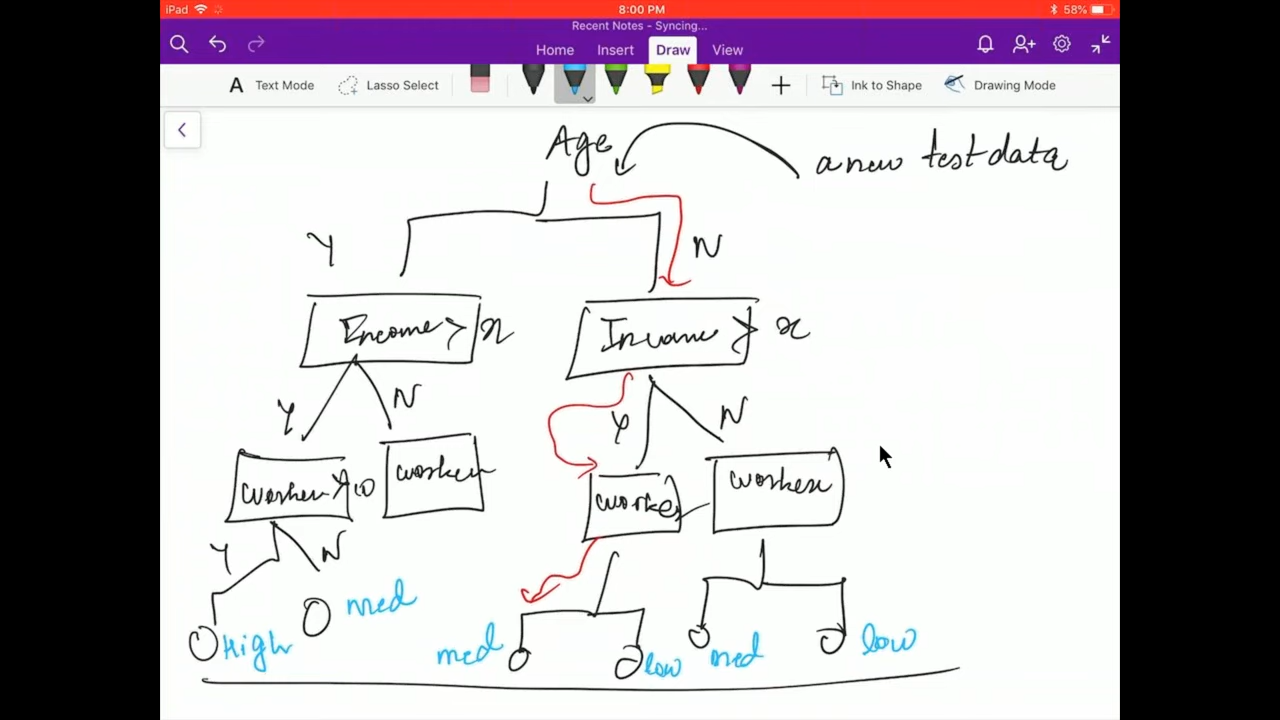 iPad 8:00 PM 58%
Recent Notes - Syncing...
Home Insert Draw View
A Text Mode Lasso Select Ink to Shape Drawing Mode
Age a new test data
Y N
Income > x Income > x
Y N Y N
worker > 10 worker worker worker
Y N
High med med low med low